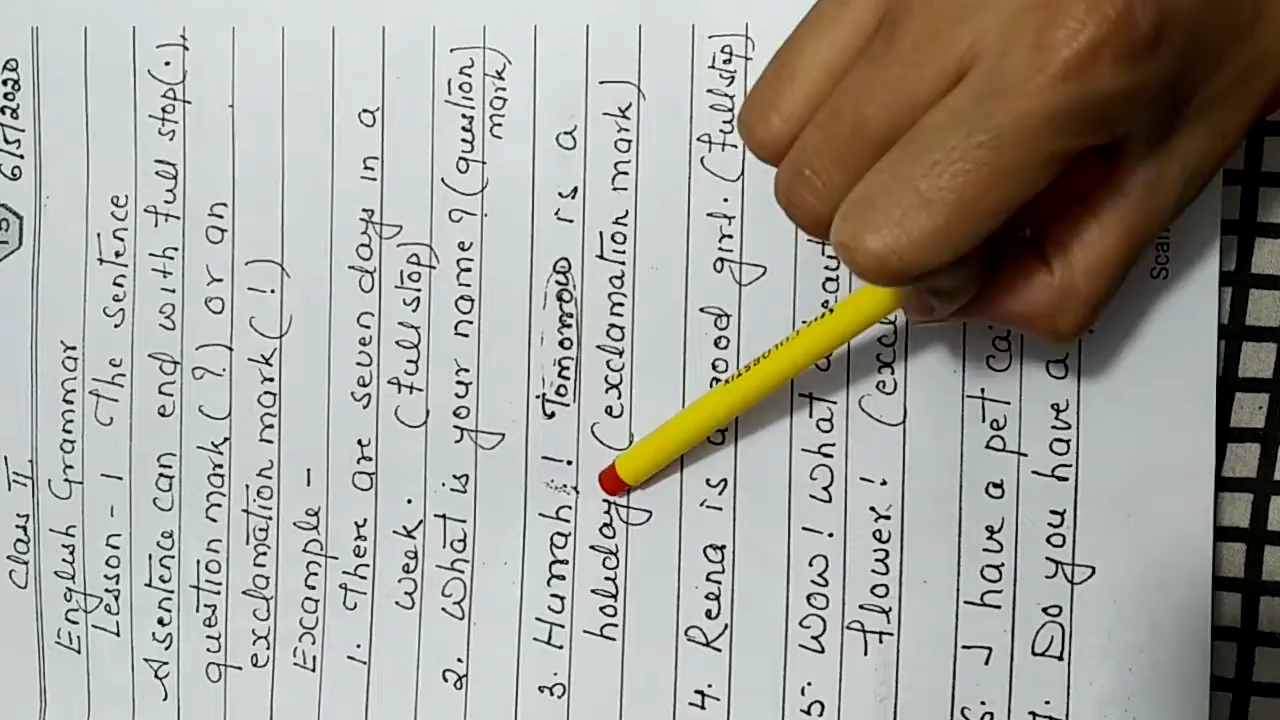 15 6/5/2020
Class II
English Grammar
Lesson - 1 The Sentence
A sentence can end with full stop(.),
question mark (?) or an
exclamation mark (!)
Example -
1. There are seven days in a
week. (full stop)
2. What is your name? (question
mark)
3. Hurrah! Tomorrow is a
holiday (exclamation mark)
4. Reena is a good girl. (full stop)
5. Wow! What a
flower! (
6. I have a pet
7. Do you have a
Scan